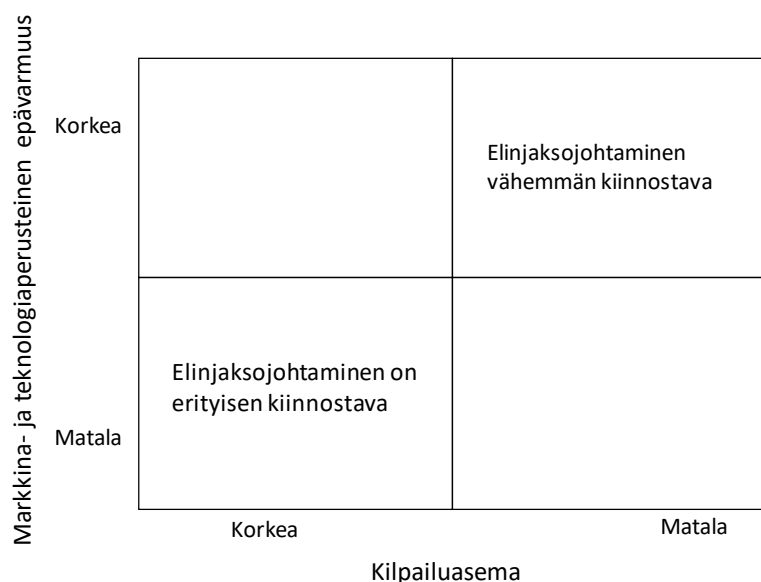 Markkina- ja teknologiaperusteinen epävarmuus
Korkea
Elinjaksojohtaminen
vähemmän kiinnostava
Elinjaksojohtaminen on
erityisen kiinnostava
Matala
Korkea
Matala
Kilpailuasema